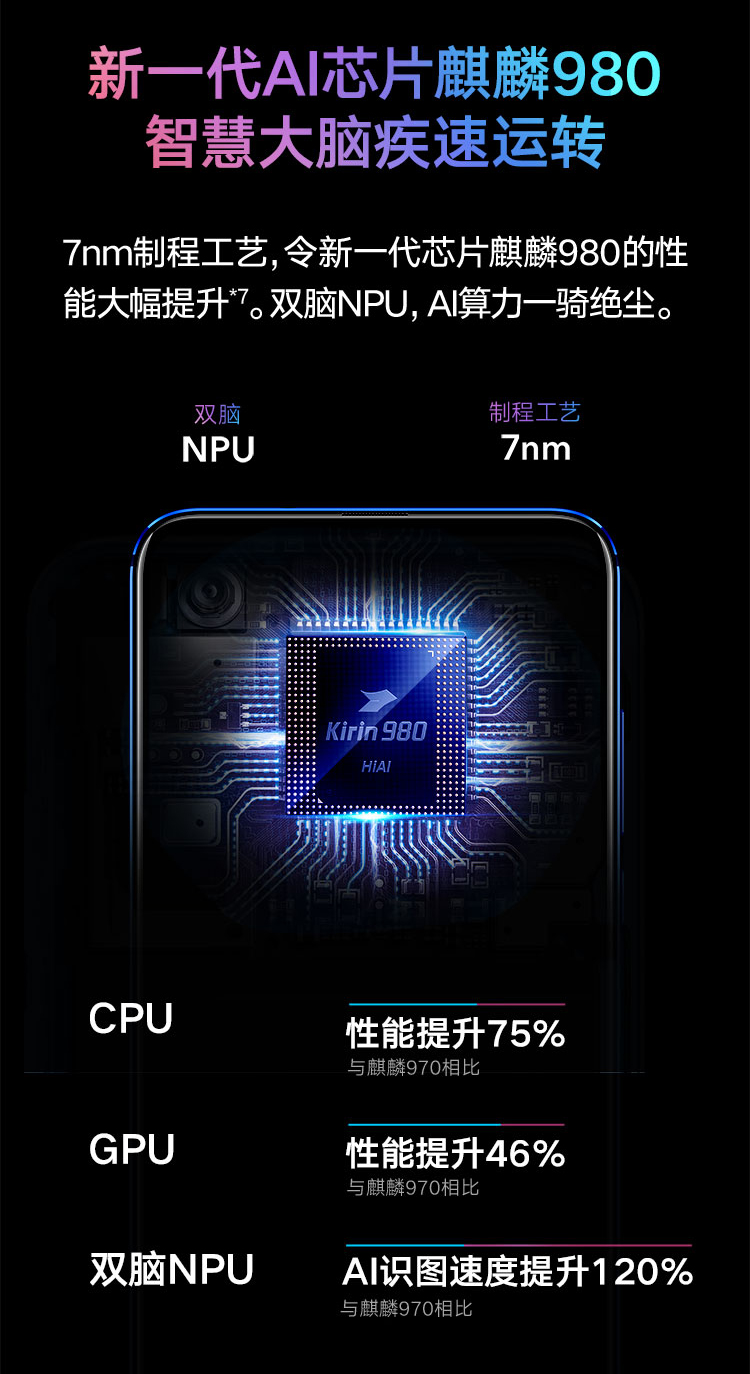 新一代AI芯片麒麟980
智慧大脑疾速运转
7nm制程工艺,令新一代芯片麒麟980的性
能大幅提升*7。双脑NPU, AI算力一骑绝尘。
双脑
NPU
制程工艺
7nm
Kirin 980
HiAI
CPU
性能提升75%
与麒麟970相比
GPU
性能提升46%
与麒麟970相比
双脑NPU
AI识图速度提升120%
与麒麟970相比